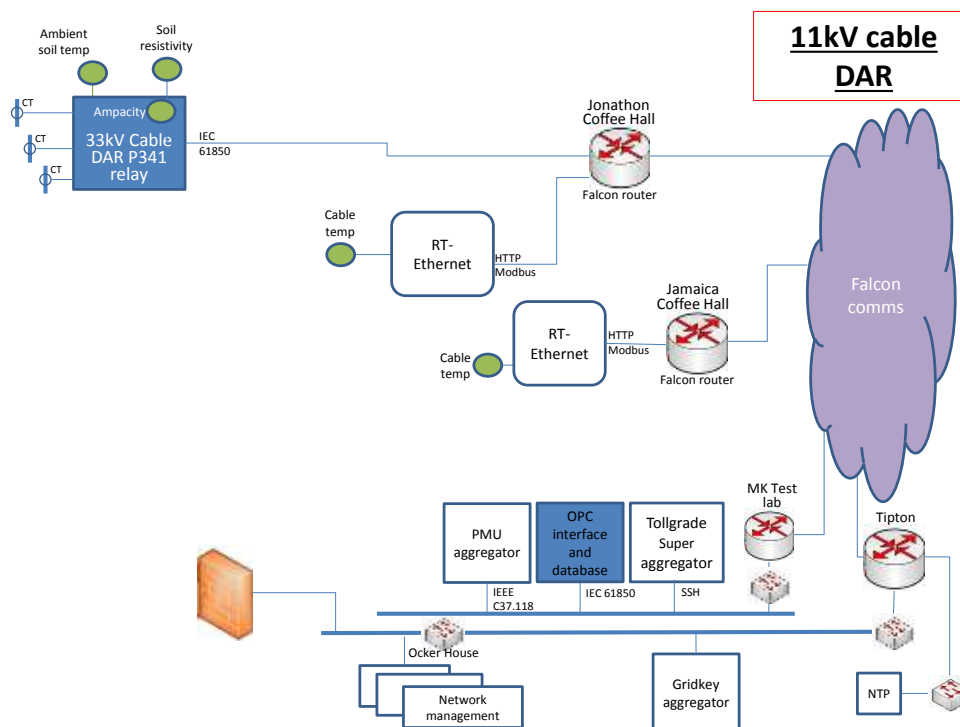 11kV cable
DAR
Ambient
soil temp
Soil
resistivity
CT
CT
CT
Ampacity
33kV Cable
DAR P341
relay
IEC
61850
Jonathon
Coffee Hall
Falcon router
Cable
temp
RT-
Ethernet
HTTP
Modbus
Jamaica
Coffee Hall
Falcon router
Cable
temp
RT-
Ethernet
HTTP
Modbus
Falcon
comms
MK Test
lab
Tipton
PMU
aggregator
OPC
interface
and
database
Tollgrade
Super
aggregator
IEEE
C37.118
IEC 61850
SSH
Ocker House
Network
management
Gridkey
aggregator
NTP